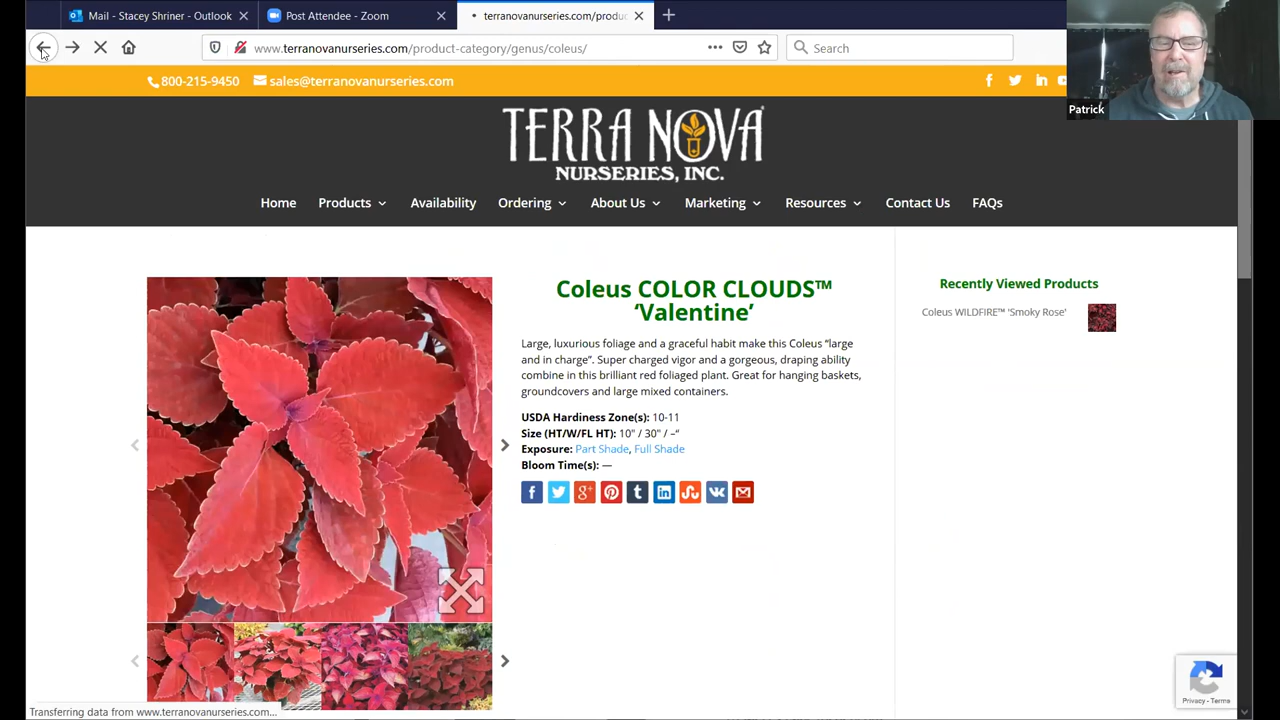 Mail - Stacey Shriner - Outlook
Post Attendee - Zoom
terranovanurseries.com/produc
www.terranovanurseries.com/product-category/genus/coleus/
Search
Patrick
800-215-9450 sales@terranovanurseries.com
TERRA NOVA
NURSERIES, INC.
Home Products Availability Ordering About Us Marketing Resources Contact Us FAQs
Coleus COLOR CLOUDS™
‘Valentine’
Large, luxurious foliage and a graceful habit make this Coleus “large
and in charge”. Super charged vigor and a gorgeous, draping ability
combine in this brilliant red foliaged plant. Great for hanging baskets,
groundcovers and large mixed containers.
USDA Hardiness Zone(s): 10-11
Size (HT/W/FL HT): 10" / 30" / –“
Exposure: Part Shade, Full Shade
Bloom Time(s): —
Recently Viewed Products
Coleus WILDFIRE™ 'Smoky Rose'
Privacy - Terms
Transferring data from www.terranovanurseries.com...